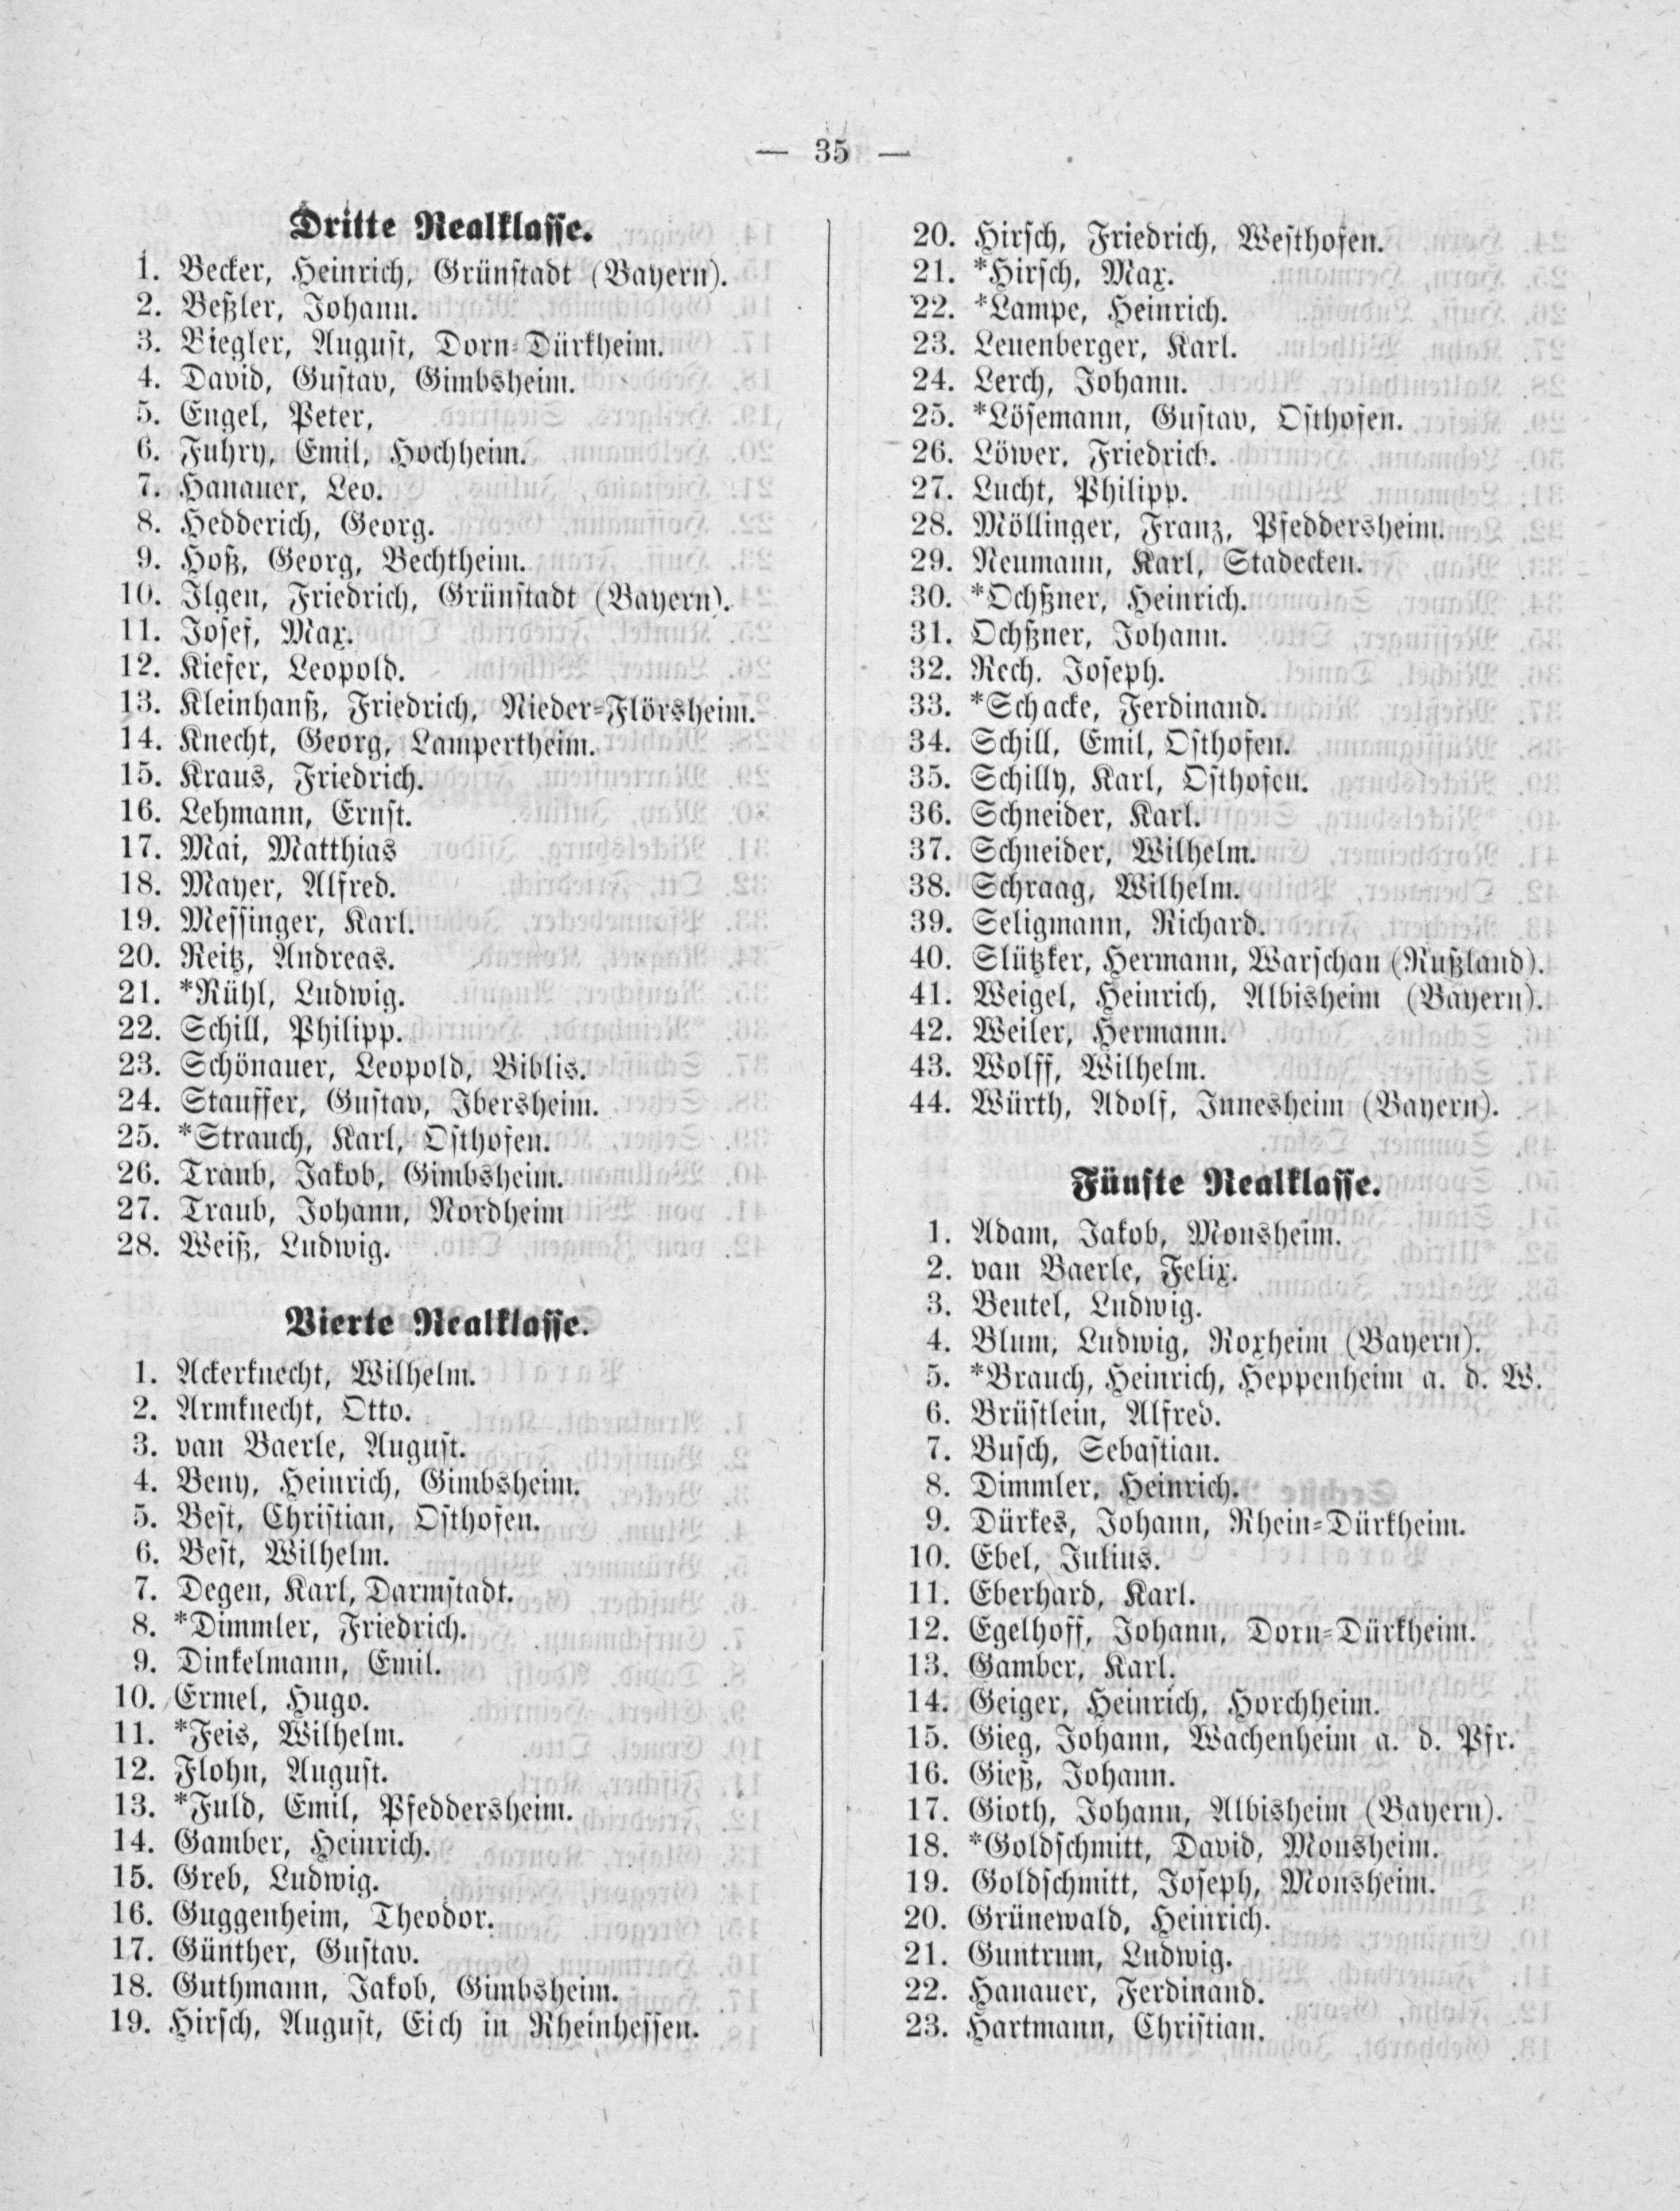 — 35 —
Dritte Realklasse.
1. Becker, Heinrich, Grünstadt (Bayern).
2. Beßler, Johann.
3. Biegler, August, Dorn-Dürkheim.
4. David, Gustav, Gimbsheim.
5. Engel, Peter,
6. Fuhry, Emil, Hochheim.
7. Hanauer, Leo.
8. Hedderich, Georg.
9. Hoß, Georg, Bechtheim.
10. Ilgen, Friedrich, Grünstadt (Bayern).
11. Josef, Max.
12. Kiefer, Leopold.
13. Kleinhanß, Friedrich, Nieder-Flörsheim.
14. Knecht, Georg, Lampertheim.
15. Kraus, Friedrich.
16. Lehmann, Ernst.
17. Mai, Matthias
18. Mayer, Alfred.
19. Messinger, Karl.
20. Reitz, Andreas.
21. *Rühl, Ludwig.
22. Schill, Philipp.
23. Schönauer, Leopold, Biblis.
24. Stauffer, Gustav, Ibersheim.
25. *Strauch, Karl, Osthofen.
26. Traub, Jakob, Gimbsheim.
27. Traub, Johann, Nordheim
28. Weiß, Ludwig.
Vierte Realklasse.
1. Ackerknecht, Wilhelm.
2. Armknecht, Otto.
3. van Baerle, August.
4. Beny, Heinrich, Gimbsheim.
5. Best, Christian, Osthofen.
6. Best, Wilhelm.
7. Degen, Karl, Darmstadt.
8. *Dimmler, Friedrich.
9. Dinkelmann, Emil.
10. Ermel, Hugo.
11. *Feis, Wilhelm.
12. Flohn, August.
13. *Fuld, Emil, Pfeddersheim.
14. Gamber, Heinrich.
15. Greb, Ludwig.
16. Guggenheim, Theodor.
17. Günther, Gustav.
18. Guthmann, Jakob, Gimbsheim.
19. Hirsch, August, Eich in Rheinhessen.
20. Hirsch, Friedrich, Westhofen.
21. *Hirsch, Max.
22. *Lampe, Heinrich.
23. Leuenberger, Karl.
24. Lerch, Johann.
25. *Lösemann, Gustav, Osthofen.
26. Löwer, Friedrich.
27. Lucht, Philipp.
28. Möllinger, Franz, Pfeddersheim.
29. Neumann, Karl, Stadecken.
30. *Ochßner, Heinrich.
31. Ochßner, Johann.
32. Rech. Joseph.
33. *Schacke, Ferdinand.
34. Schill, Emil, Osthofen.
35. Schilly, Karl, Osthofen.
36. Schneider, Karl.
37. Schneider, Wilhelm.
38. Schraag, Wilhelm.
39. Seligmann, Richard.
40. Slützker, Hermann, Warschau (Rußland).
41. Weigel, Heinrich, Albisheim (Bayern).
42. Weiler, Hermann.
43. Wolff, Wilhelm.
44. Würth, Adolf, Innesheim (Bayern).
Fünfte Realklasse.
1. Adam, Jakob, Monsheim.
2. van Baerle, Felix.
3. Beutel, Ludwig.
4. Blum, Ludwig, Roxheim (Bayern).
5. *Brauch, Heinrich, Heppenheim a. d. W.
6. Brüstlein, Alfred.
7. Busch, Sebastian.
8. Dimmler, Heinrich.
9. Dürkes, Johann, Rhein-Dürkheim.
10. Ebel, Julius.
11. Eberhard, Karl.
12. Egelhoff, Johann, Dorn-Dürkheim.
13. Gamber, Karl.
14. Geiger, Heinrich, Horchheim.
15. Gieg, Johann, Wachenheim a. d. Pfr.
16. Gieß, Johann.
17. Gioth, Johann, Albisheim (Bayern).
18. *Goldschmitt, David, Monsheim.
19. Goldschmitt, Joseph, Monsheim.
20. Grünewald, Heinrich.
21. Guntrum, Ludwig.
22. Hanauer, Ferdinand.
23. Hartmann, Christian.